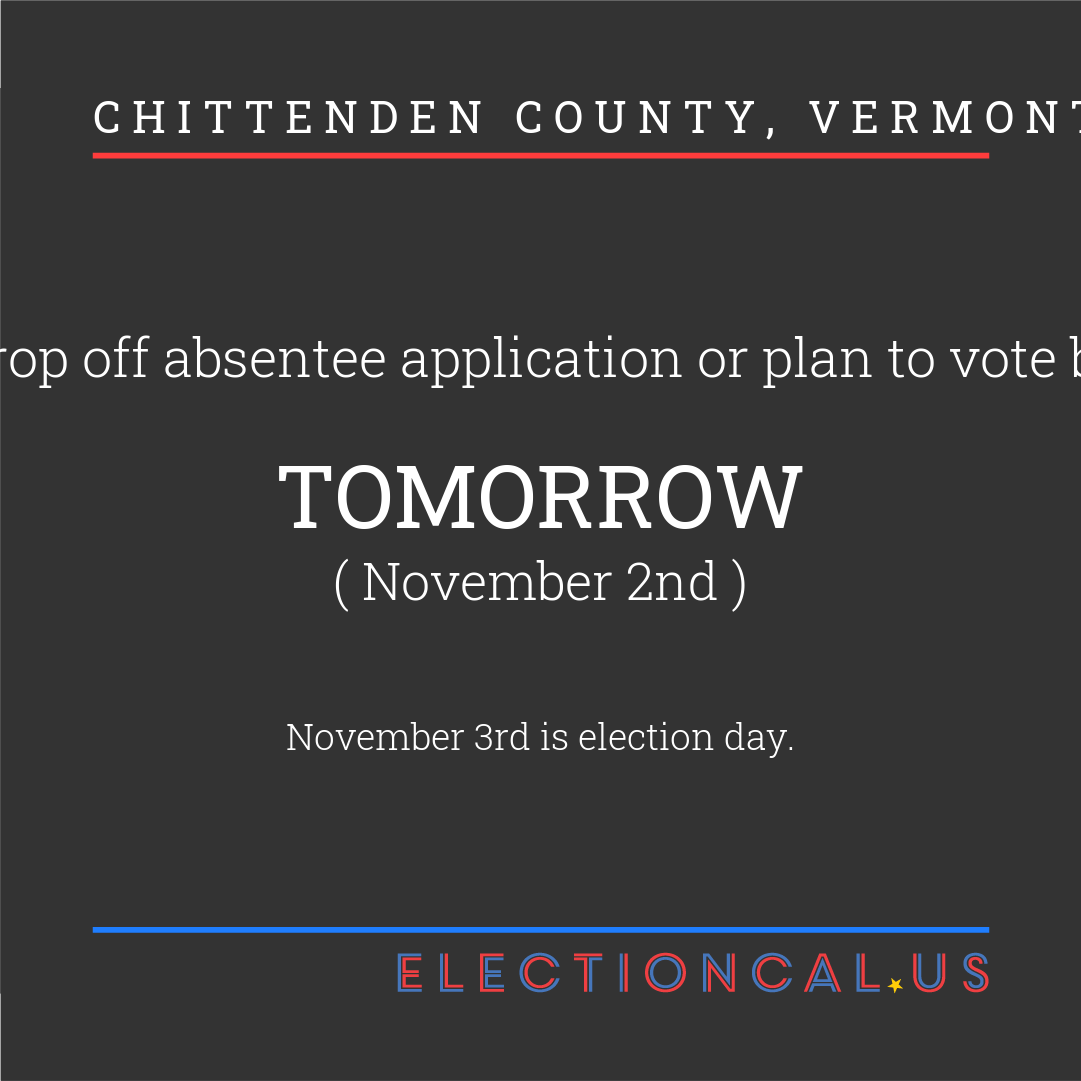 CHITTENDEN COUNTY, VERMONT
rop off absentee application or plan to vote b
TOMORROW
( November 2nd )
November 3rd is election day.
ELECTIONCAL.US